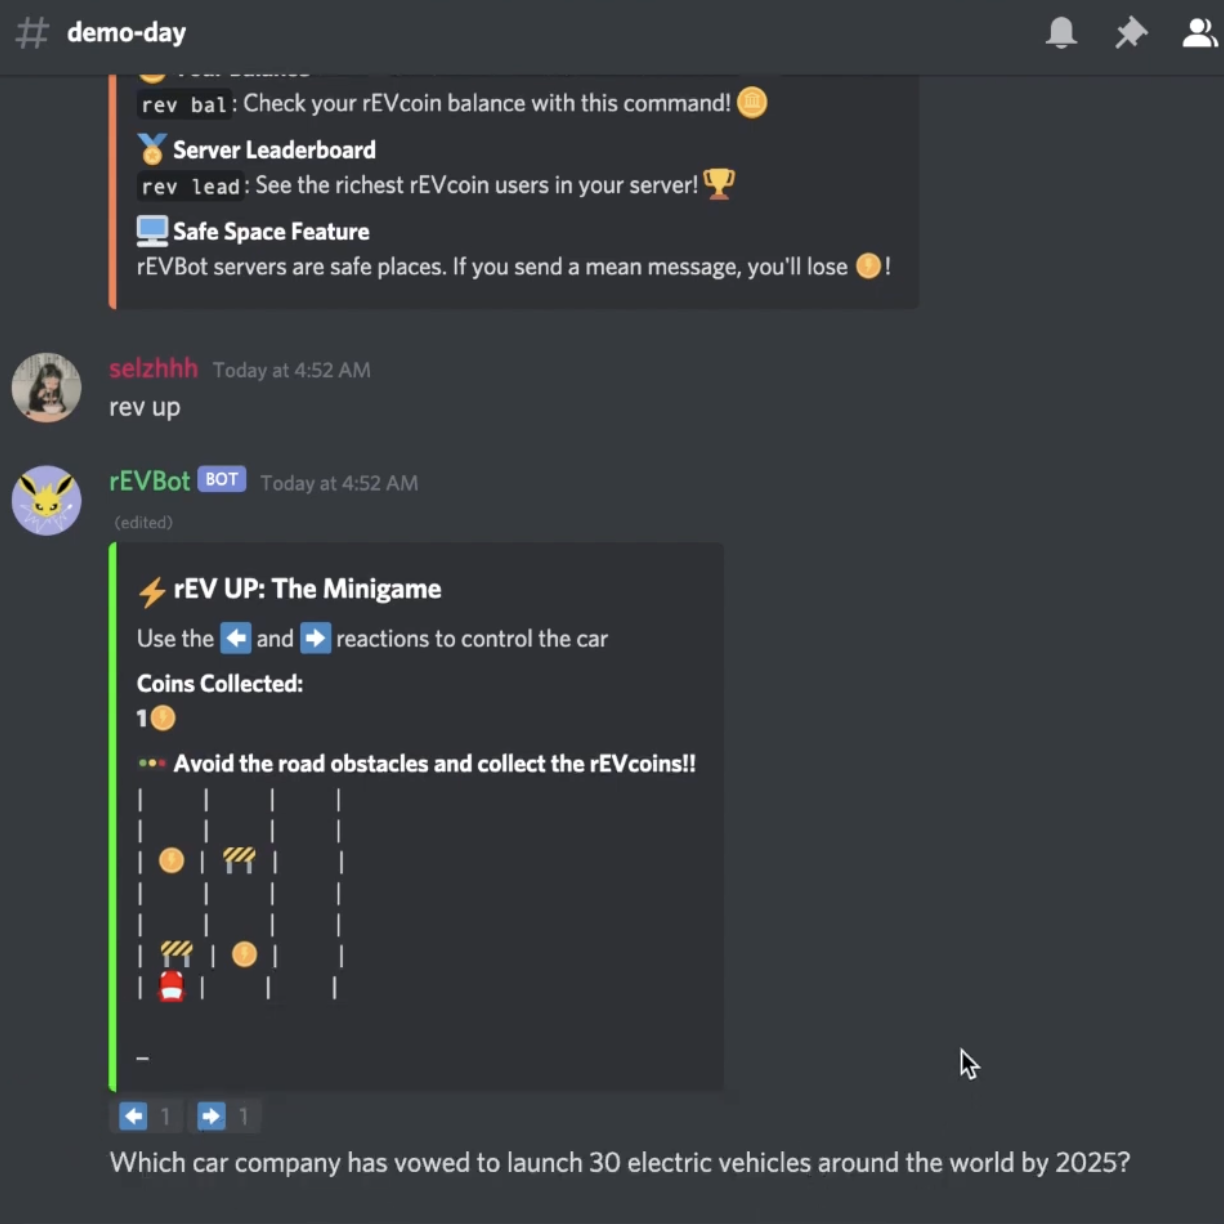 demo-day
Your Balance
rev bal: Check your rEVcoin balance with this command!
Server Leaderboard
rev lead: See the richest rEVcoin users in your server!
Safe Space Feature
rEVBot servers are safe places. If you send a mean message, you'll lose !
selzhhh Today at 4:52 AM
rev up
rEVBot BOT Today at 4:52 AM
(edited)
rEV UP: The Minigame
Use the and reactions to control the car
Coins Collected:
1
Avoid the road obstacles and collect the rEVcoins!!
1 1
Which car company has vowed to launch 30 electric vehicles around the world by 2025?